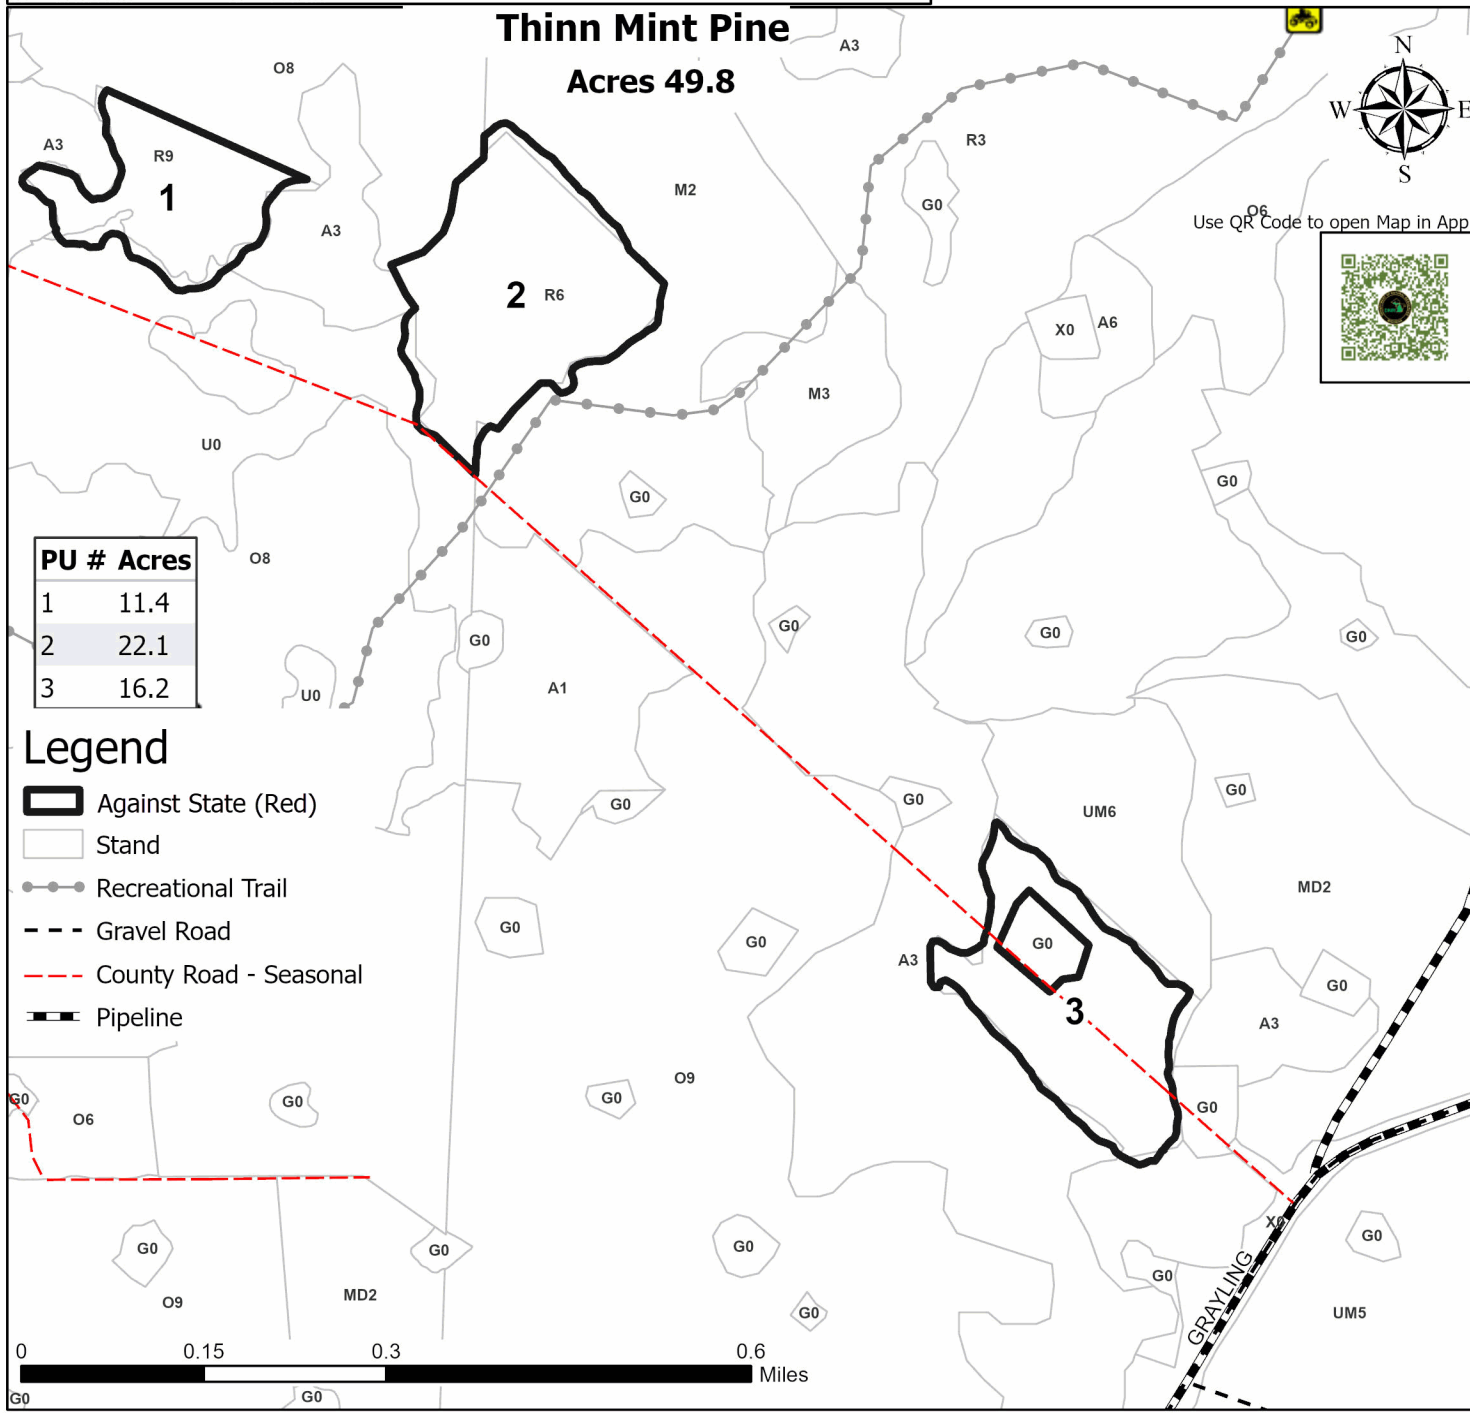 Thinn Mint Pine
Acres 49.8
A3
O8
N
W
E
S
A3
R9
1
R3
M2
G0
O6
Use QR Code to open Map in App
A3
2
R6
X0
A6
M3
U0
G0
G0
O8
PU # Acres
1 11.4
2 22.1
3 16.2
G0
G0
G0
G0
U0
A1
Legend
Against State (Red)
Stand
Recreational Trail
Gravel Road
County Road - Seasonal
Pipeline
G0
G0
G0
UM6
MD2
G0
G0
G0
A3
G0
3
A3
O9
G0
O6
G0
G0
G0
X0
G0
G0
G0
G0
G0
GRAYLING
O9
MD2
G0
UM5
0 0.15 0.3 0.6
Miles
G0
G0